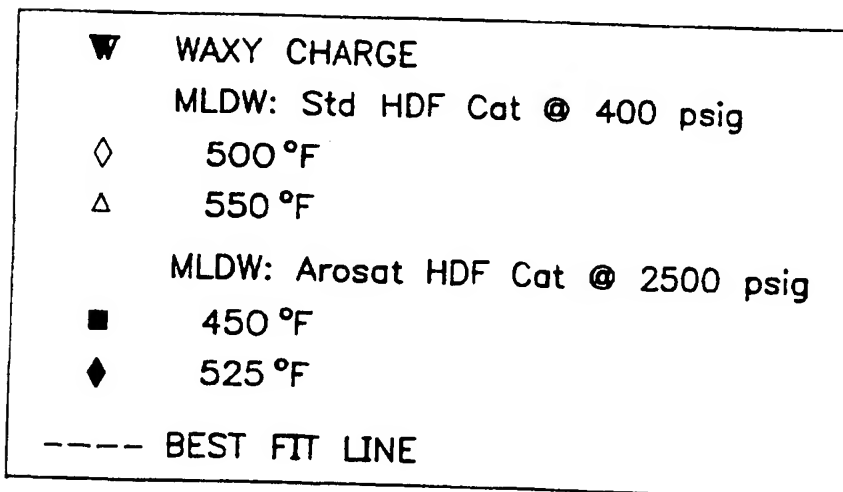 WAXY CHARGE
MLDW: Std HDF Cat @ 400 psig
500 °F
550 °F
MLDW: Arosat HDF Cat @ 2500 psig
450 °F
525 °F
BEST FIT LINE